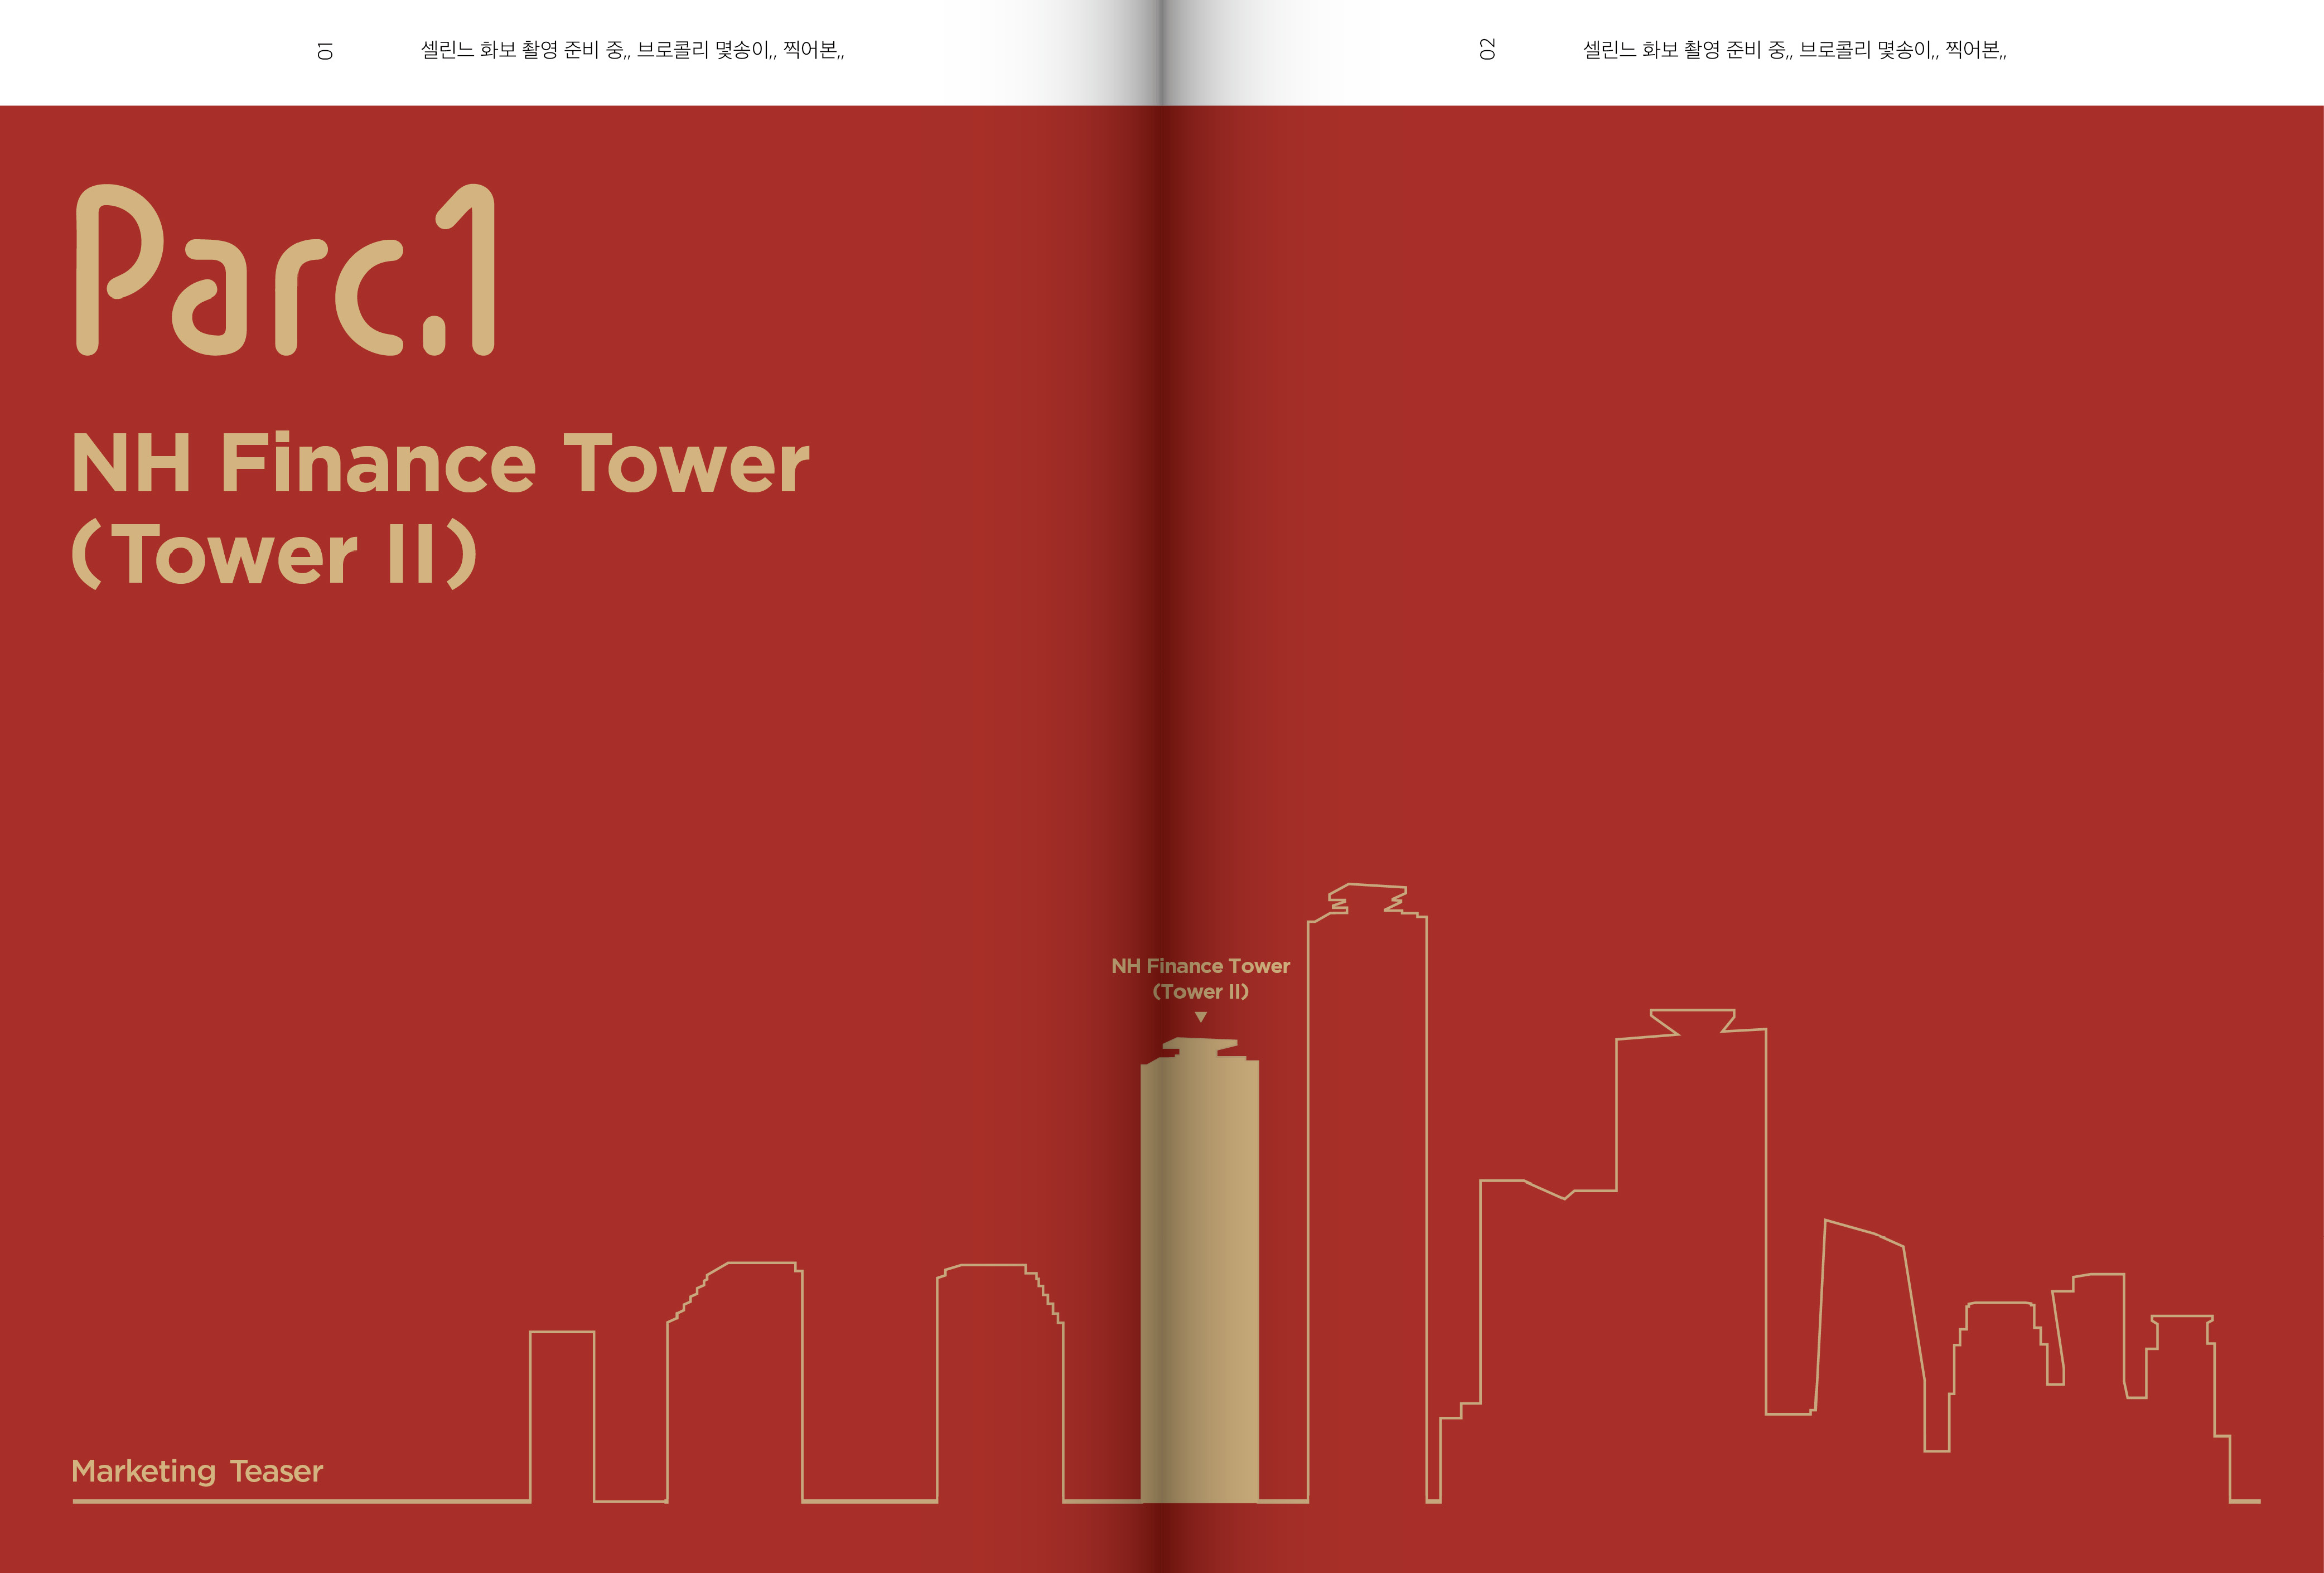 01
셀린느 화보 촬영 준비 중,, 브로콜리 몇송이,, 찍어본,,
02
셀린느 화보 촬영 준비 중,, 브로콜리 몇송이,, 찍어본,,
Parc.1
NH Finance Tower
(Tower II)
NH Finance Tower
(Tower II)
Marketing Teaser